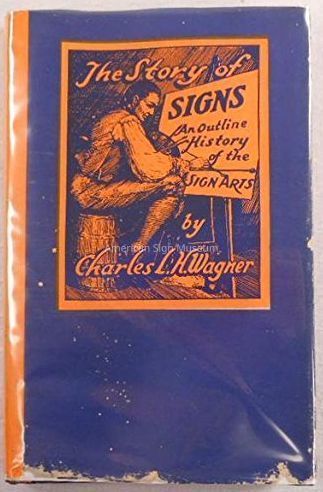 The Story of
SIGNS
An Outline
History
of the
SIGN ARTS
by
American Sign Museum
Charles L.H. Wagner